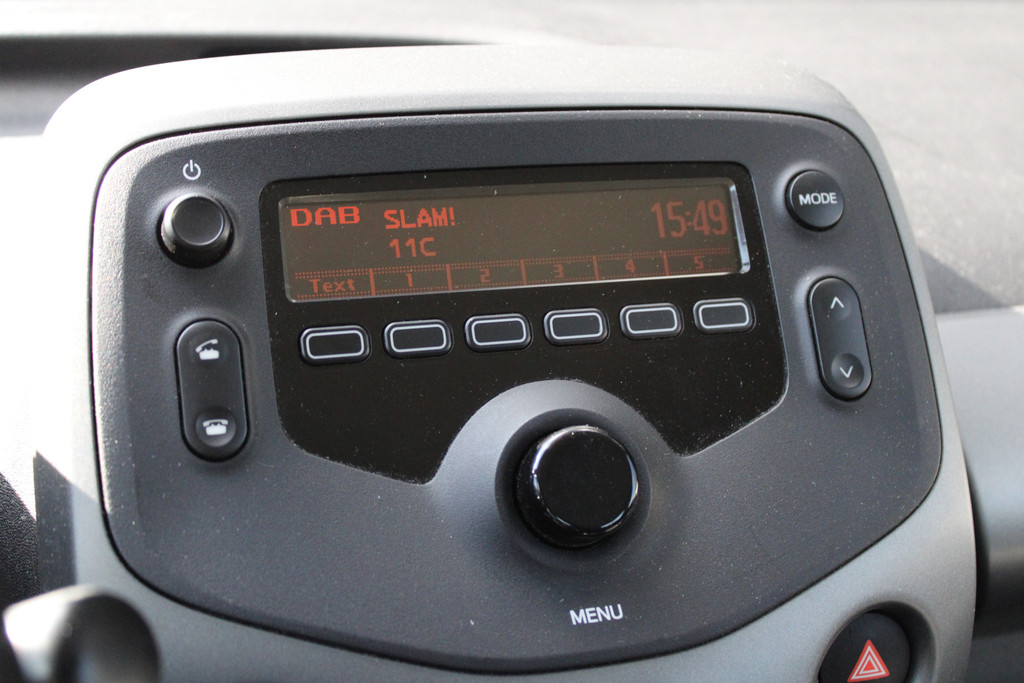 DAB SLAM! 15:49
11C
Text 1 2 3 4 5
MODE
MENU